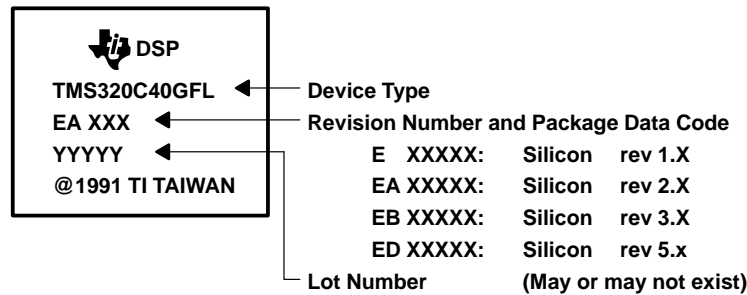 DSP
TMS320C40GFL
EA XXX
YYYYY
@1991 TI TAIWAN
Device Type
Revision Number and Package Data Code
E XXXXX: Silicon rev 1.X
EA XXXXX: Silicon rev 2.X
EB XXXXX: Silicon rev 3.X
ED XXXXX: Silicon rev 5.x
Lot Number (May or may not exist)